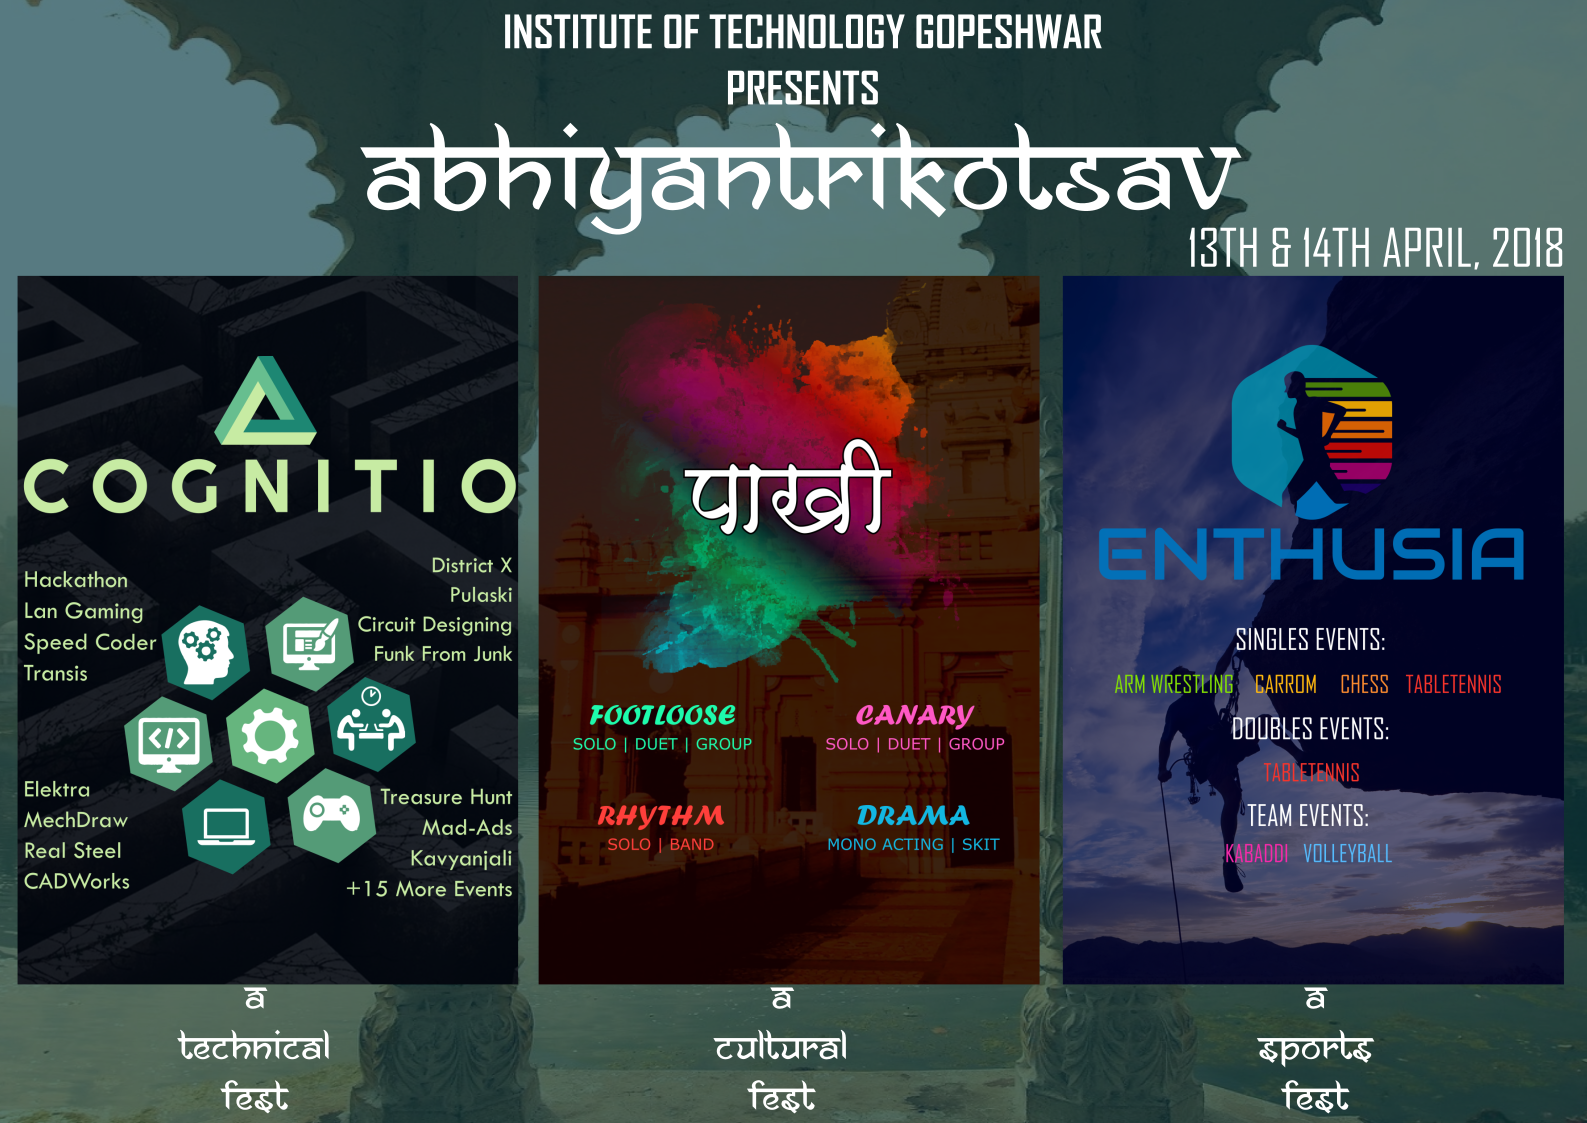 INSTITUTE OF TECHNOLOGY GOPESHWAR
PRESENTS
abhiyantrikotsav
13TH & 14TH APRIL, 2018
COGNITIO
Hackathon
Lan Gaming
Speed Coder
Transis
District X
Pulaski
Circuit Designing
Funk From Junk
</>
Elektra
MechDraw
Real Steel
CADWorks
Treasure Hunt
Mad-Ads
Kavyanjali
+15 More Events
a
technical
fest
पाखी
FOOTLOOSE
SOLO | DUET | GROUP
CANARY
SOLO | DUET | GROUP
RHYTHM
SOLO | BAND
DRAMA
MONO ACTING | SKIT
a
cultural
fest
ENTHUSIA
SINGLES EVENTS:
ARM WRESTLING CARROM CHESS TABLETENNIS
DOUBLES EVENTS:
TABLETENNIS
TEAM EVENTS:
KABADDI VOLLEYBALL
a
sports
fest